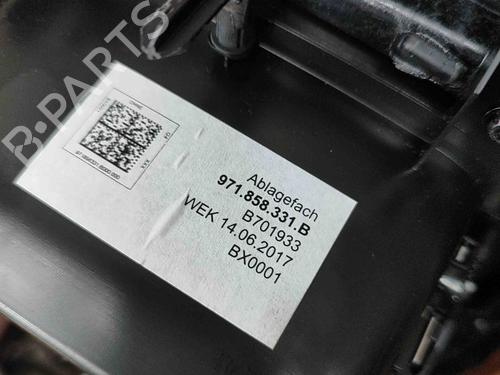 B-PARTS
Ablagefach
971.858.331.B
B701933
WEK 14.06.2017
BX0001